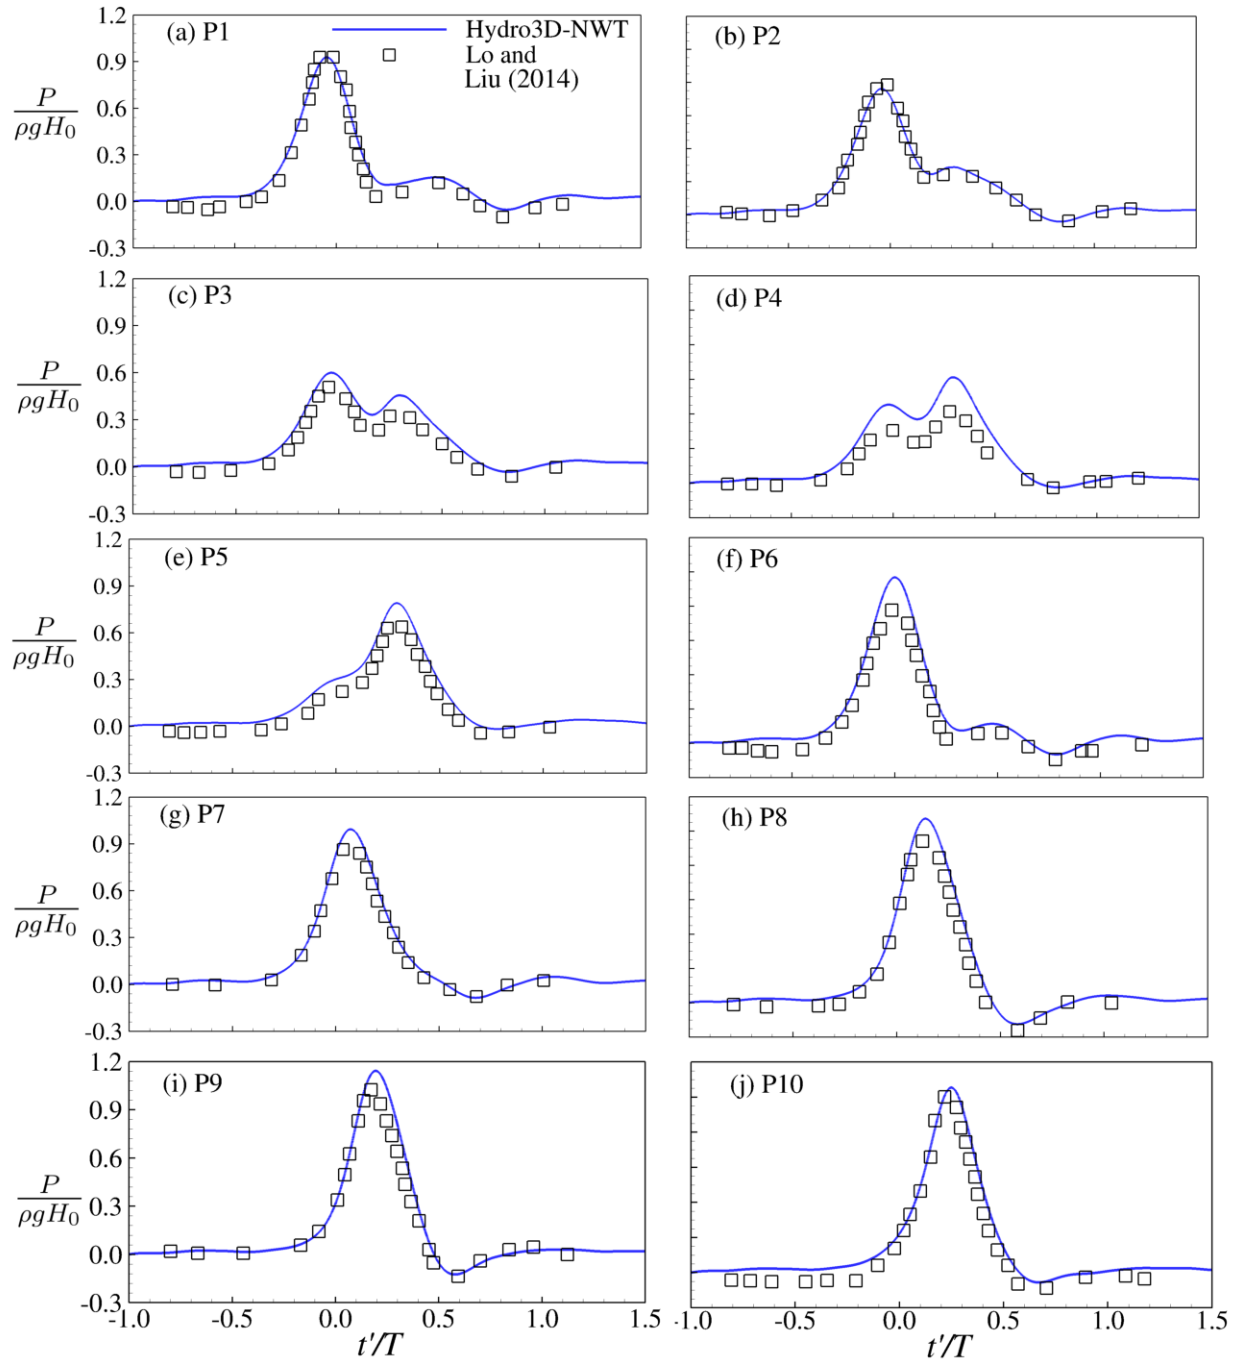 1.2
(a) P1
Hydro3D-NWT
Lo and
Liu (2014)
(b) P2
0.9
P
ρgH0
0.6
0.3
0.0
-0.3
1.2
(c) P3
(d) P4
0.9
P
ρgH0
0.6
0.3
0.0
-0.3
1.2
(e) P5
(f) P6
0.9
P
ρgH0
0.6
0.3
0.0
-0.3
1.2
(g) P7
(h) P8
0.9
P
ρgH0
0.6
0.3
0.0
-0.3
1.2
(i) P9
(j) P10
0.9
P
ρgH0
0.6
0.3
0.0
-0.3
-1.0 -0.5 0.0 0.5 1.0 1.5
-1.0 -0.5 0.0 0.5 1.0 1.5
t'/T
t'/T